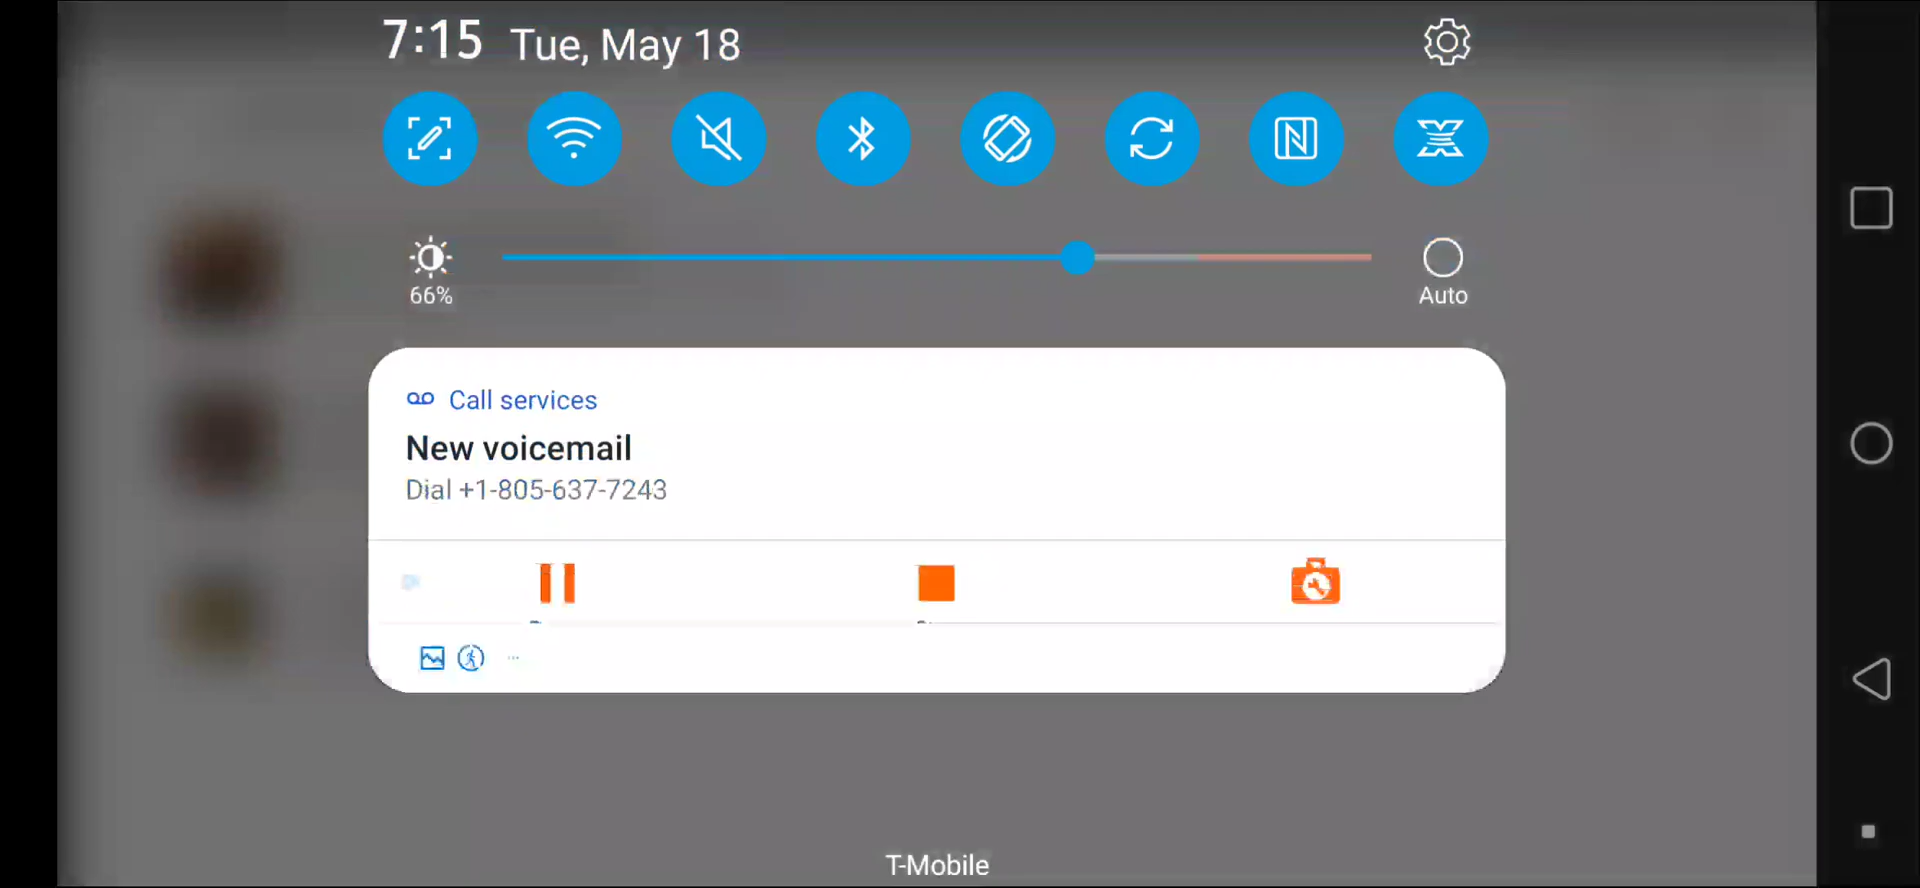 7:15 Tue, May 18
66%
Auto
Call services
New voicemail
Dial +1-805-637-7243
T-Mobile